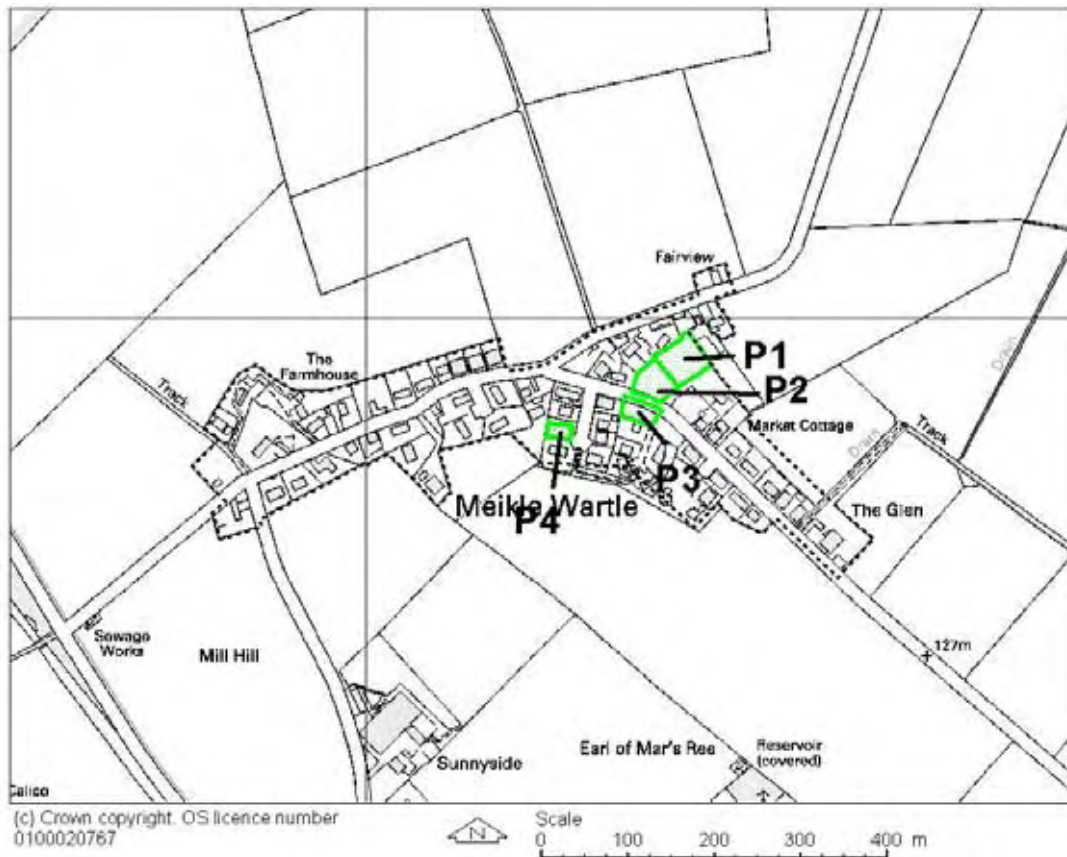 Fairview
P1
The
Farmhouse
P2
Track
Drain
Market Cottage
Drain
Track
P3
Meikle Wartle
P4
The Glen
Sewage
Works
Mill Hill
127m
Earl of Mar's Ree
Reservoir
(covered)
Sunnyside
Calico
(c) Crown copyright. OS licence number
0100020767
N
Scale
0 100 200 300 400 m